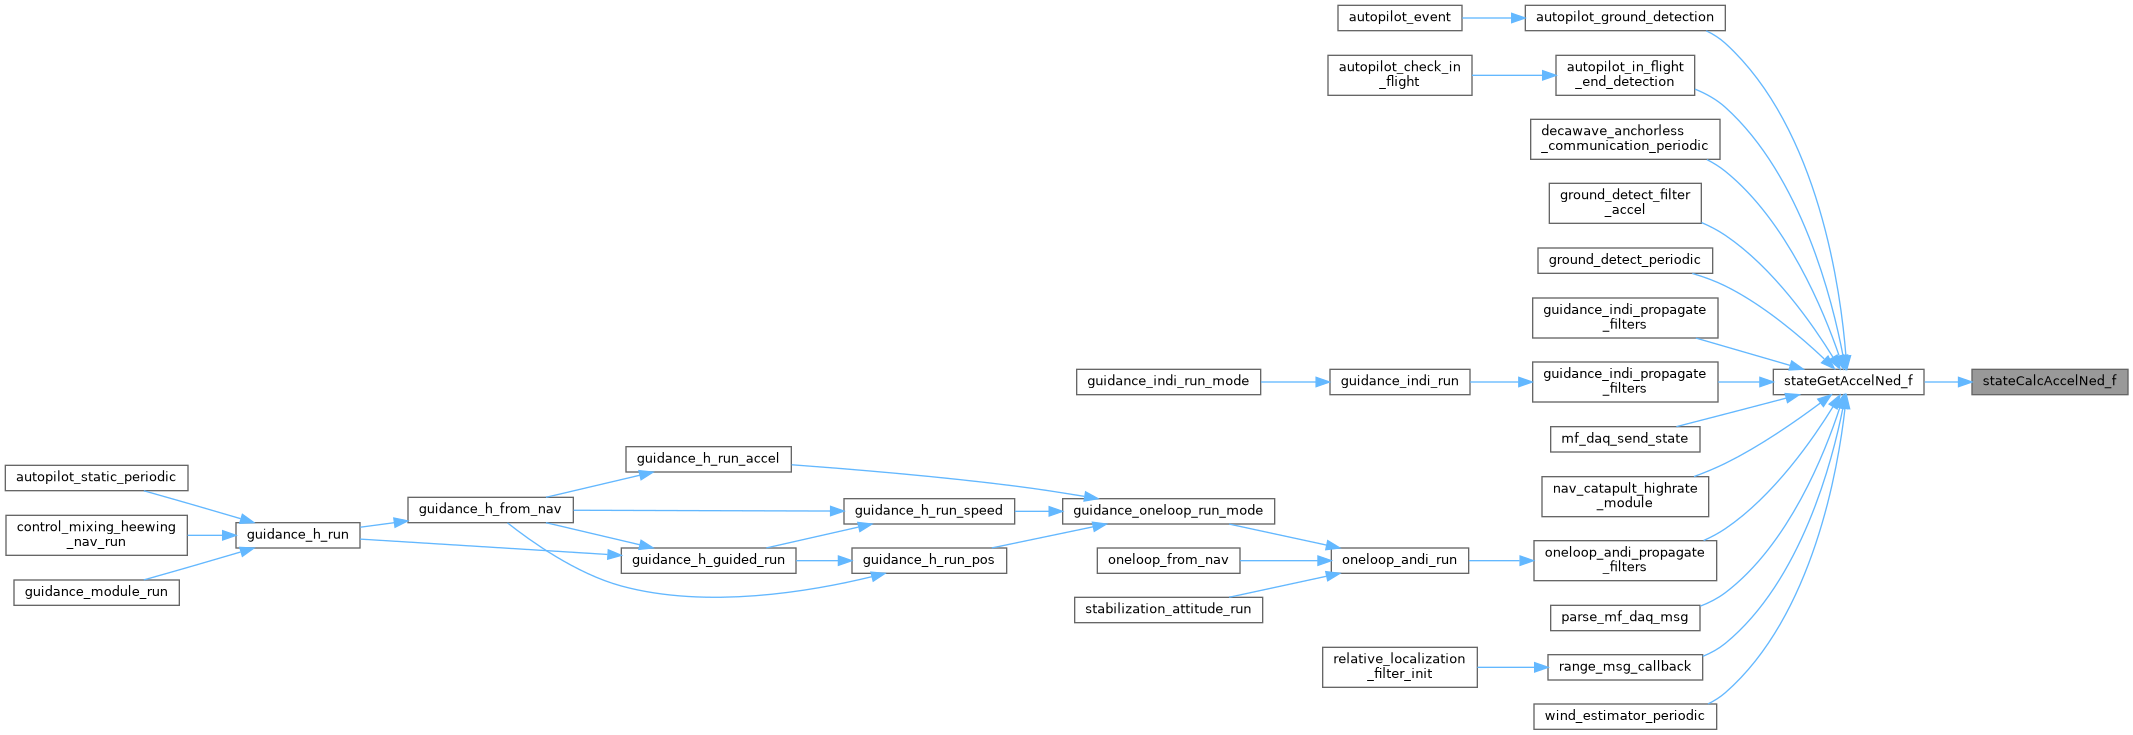 autopilot_event
autopilot_ground_detection
autopilot_check_in
_flight
autopilot_in_flight
_end_detection
decawave_anchorless
_communication_periodic
ground_detect_filter
_accel
ground_detect_periodic
guidance_indi_propagate
_filters
guidance_indi_run_mode
guidance_indi_run
guidance_indi_propagate
_filters
stateGetAccelNed_f
stateCalcAccelNed_f
mf_daq_send_state
nav_catapult_highrate
_module
autopilot_static_periodic
control_mixing_heewing
_nav_run
guidance_module_run
guidance_h_run
guidance_h_from_nav
guidance_h_run_accel
guidance_h_guided_run
guidance_h_run_speed
guidance_h_run_pos
guidance_oneloop_run_mode
oneloop_from_nav
stabilization_attitude_run
oneloop_andi_run
oneloop_andi_propagate
_filters
parse_mf_daq_msg
relative_localization
_filter_init
range_msg_callback
wind_estimator_periodic